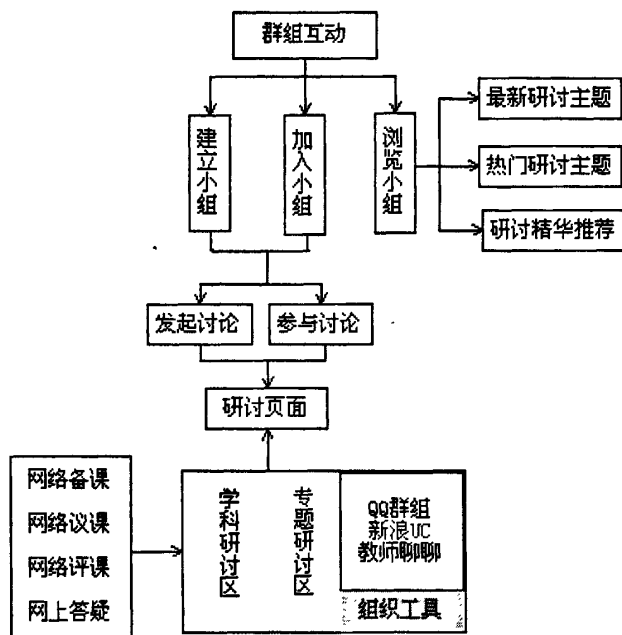 群组互动
建立小组
加入小组
浏览小组
最新研讨主题
热门研讨主题
研讨精华推荐
发起讨论
参与讨论
研讨页面
网络备课
网络议课
网络评课
网上答疑
学科研讨区
专题研讨区
QQ群组
新浪UC
教师聊聊
组织工具